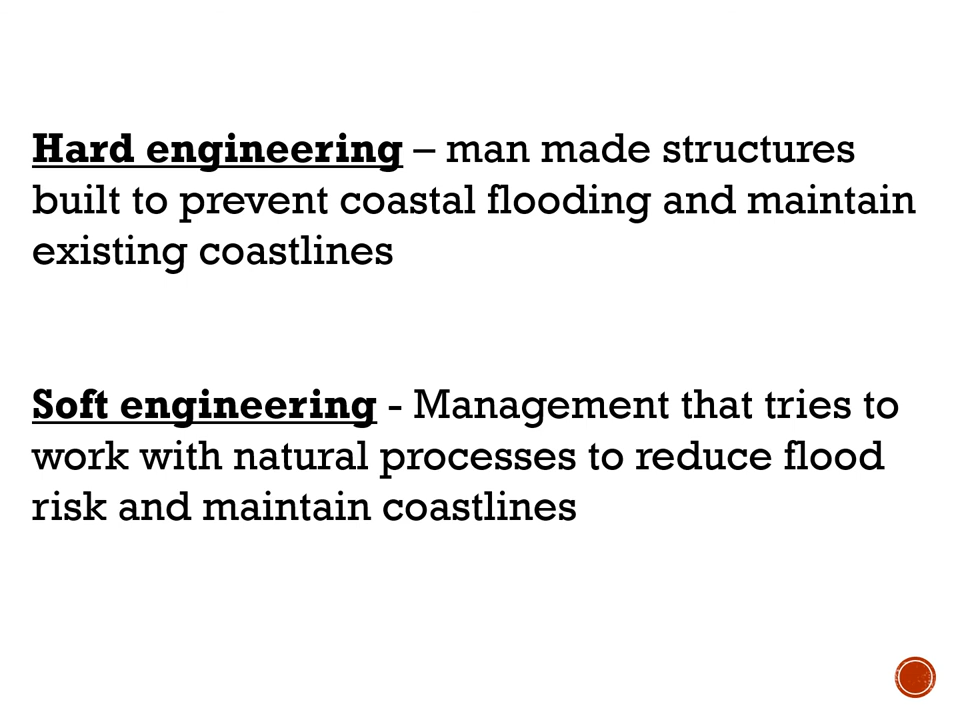 Hard engineering – man made structures
built to prevent coastal flooding and maintain
existing coastlines
Soft engineering - Management that tries to
work with natural processes to reduce flood
risk and maintain coastlines